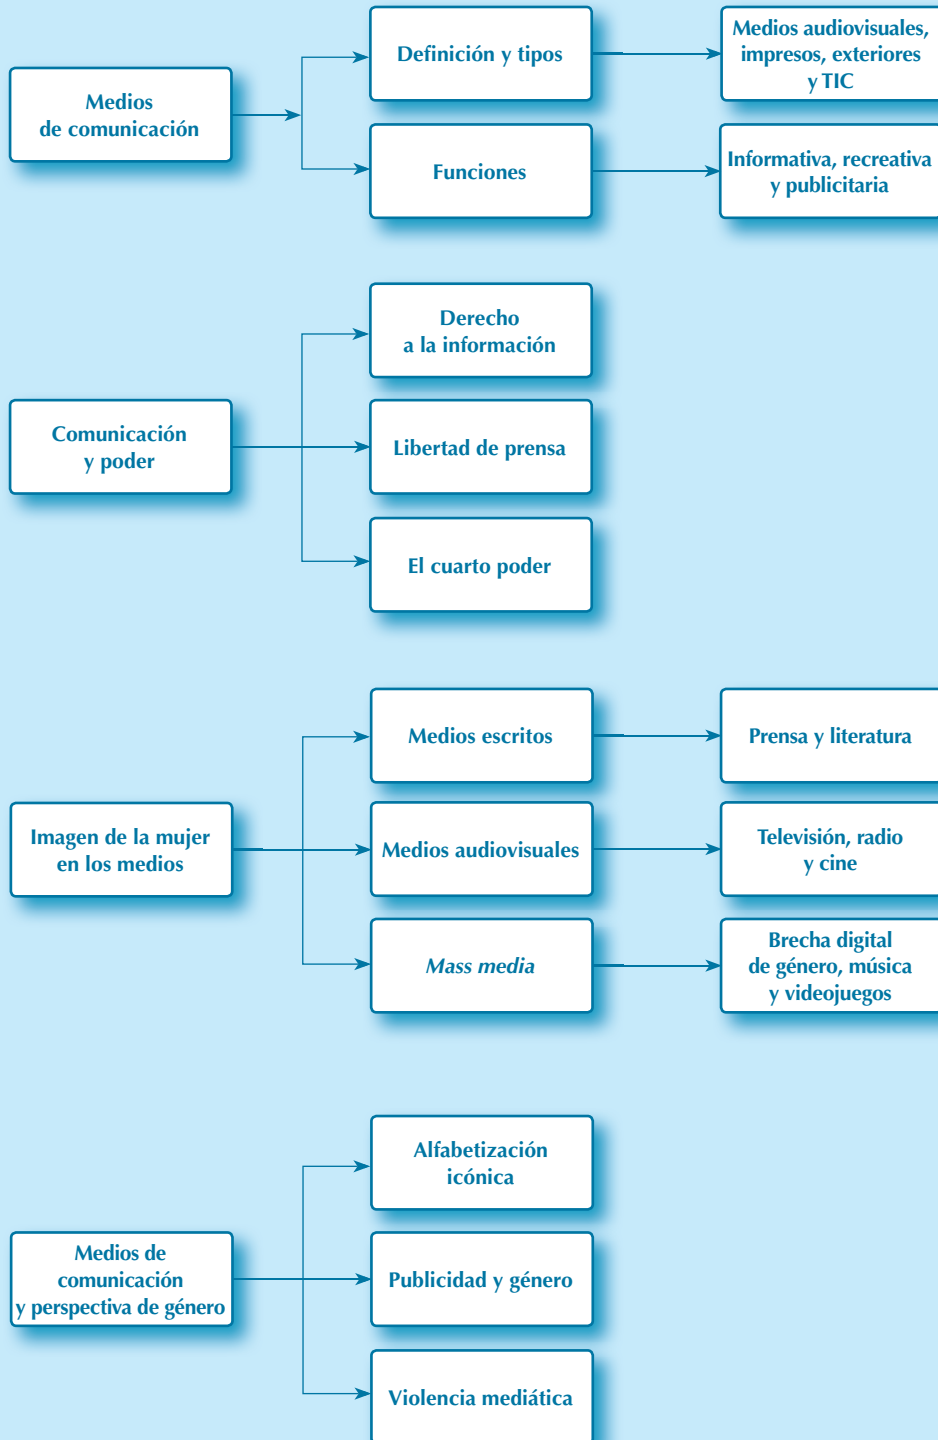 Medios
de comunicación
Definición y tipos
Medios audiovisuales,
impresos, exteriores
y TIC
Funciones
Informativa, recreativa
y publicitaria
Comunicación
y poder
Derecho
a la información
Libertad de prensa
El cuarto poder
Imagen de la mujer
en los medios
Medios escritos
Prensa y literatura
Medios audiovisuales
Televisión, radio
y cine
Mass media
Brecha digital
de género, música
y videojuegos
Medios de
comunicación
y perspectiva de género
Alfabetización
icónica
Publicidad y género
Violencia mediática